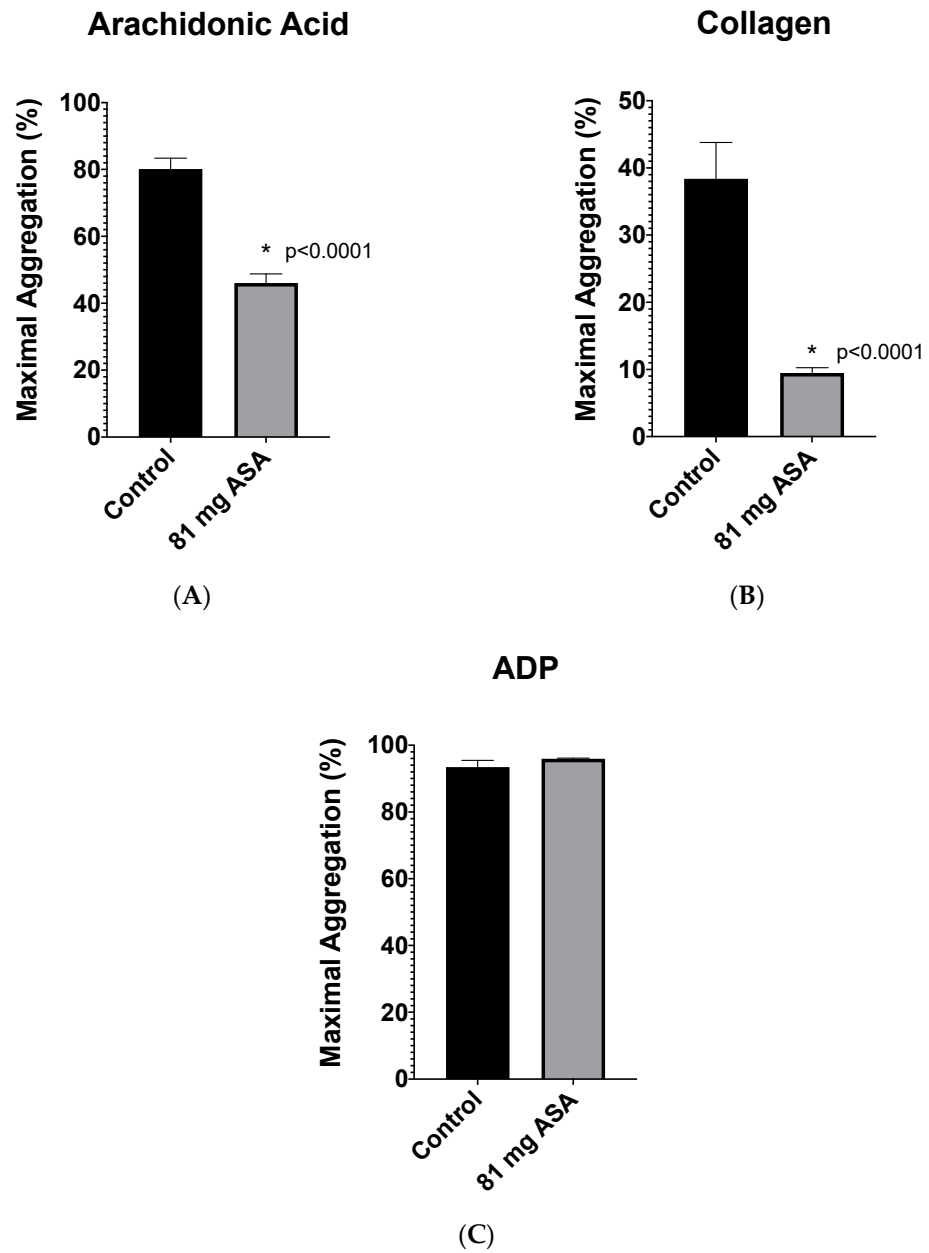 Arachidonic Acid
Maximal Aggregation (%)
100
80
60
40
20
0
* p<0.0001
Control
81 mg ASA
(A)
Collagen
Maximal Aggregation (%)
50
40
30
20
10
0
* p<0.0001
Control
81 mg ASA
(B)
ADP
Maximal Aggregation (%)
100
80
60
40
20
0
Control
81 mg ASA
(C)